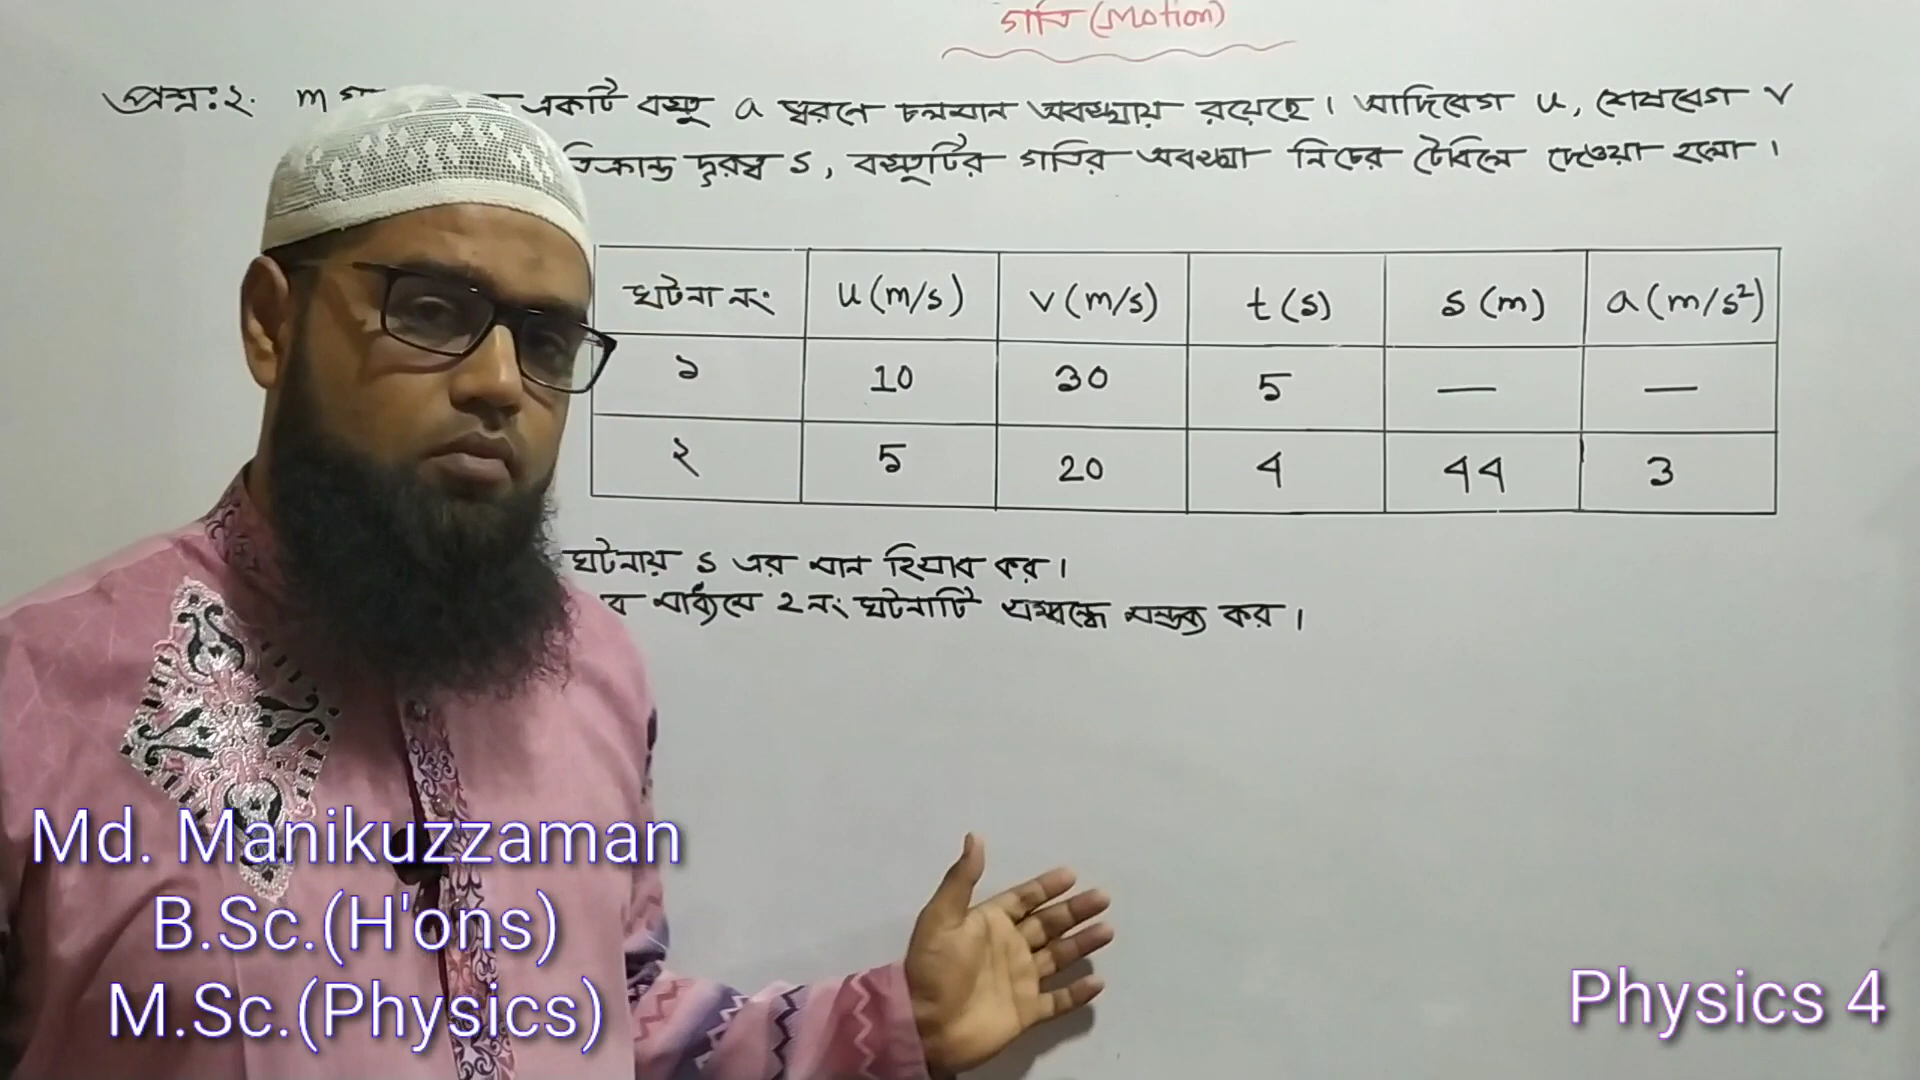 গতি (Motion)
প্রশ্ন: ২. m একটি বস্তু a ত্বরণে চলমান অবস্থায় রয়েছে। আদিবেগ u, শেষবেগ v
দূরত্ব s, বস্তুটির গতির অবস্থা নিচের টেবিলে দেওয়া হলো।
ঘটনা নং u (m/s) v (m/s) t (s) s (m) a (m/s²)
১ 10 30 5 — —
২ 5 20 4 44 3
ঘটনায় s এর মান হিসাব কর।
মাধ্যমে ২নং ঘটনাটি সম্বন্ধে মন্তব্য কর।
Md. Manikuzzaman
B.Sc.(H'ons)
M.Sc.(Physics)
Physics 4